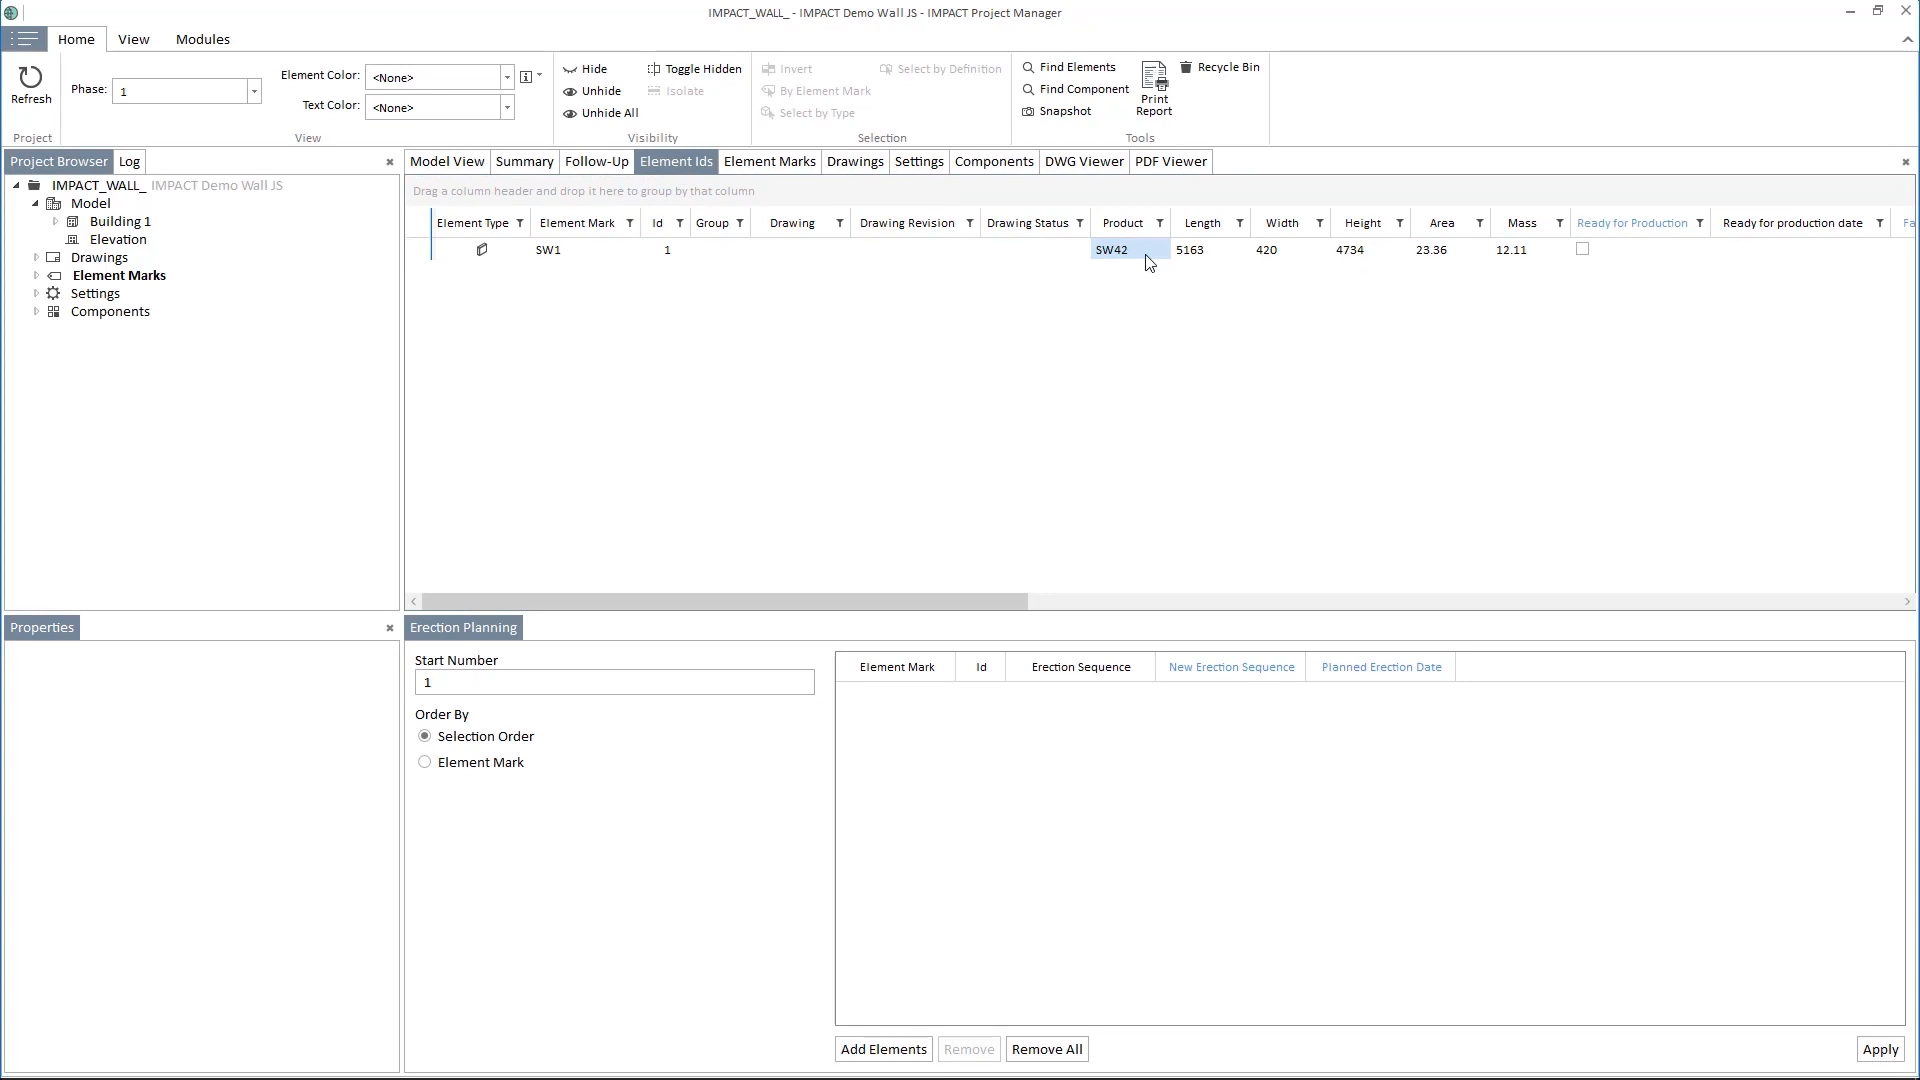 IMPACT_WALL_ - IMPACT Demo Wall JS - IMPACT Project Manager
Home View Modules
Refresh
Project
Phase: 1
Element Color: <None>
Text Color: <None>
View
Hide
Unhide
Unhide All
Toggle Hidden
Isolate
Visibility
Invert
By Element Mark
Select by Type
Select by Definition
Selection
Find Elements
Find Component
Snapshot
Print Report
Recycle Bin
Tools
Project Browser Log
IMPACT_WALL_ IMPACT Demo Wall JS
Model
Building 1
Elevation
Drawings
Element Marks
Settings
Components
Model View Summary Follow-Up Element Ids Element Marks Drawings Settings Components DWG Viewer PDF Viewer
Drag a column header and drop it here to group by that column
Element Type Element Mark Id Group Drawing Drawing Revision Drawing Status Product Length Width Height Area Mass Ready for Production Ready for production date Fa
SW1 1 SW42 5163 420 4734 23.36 12.11
Properties
Erection Planning
Start Number
1
Order By
Selection Order
Element Mark
Element Mark Id Erection Sequence New Erection Sequence Planned Erection Date
Add Elements Remove Remove All Apply